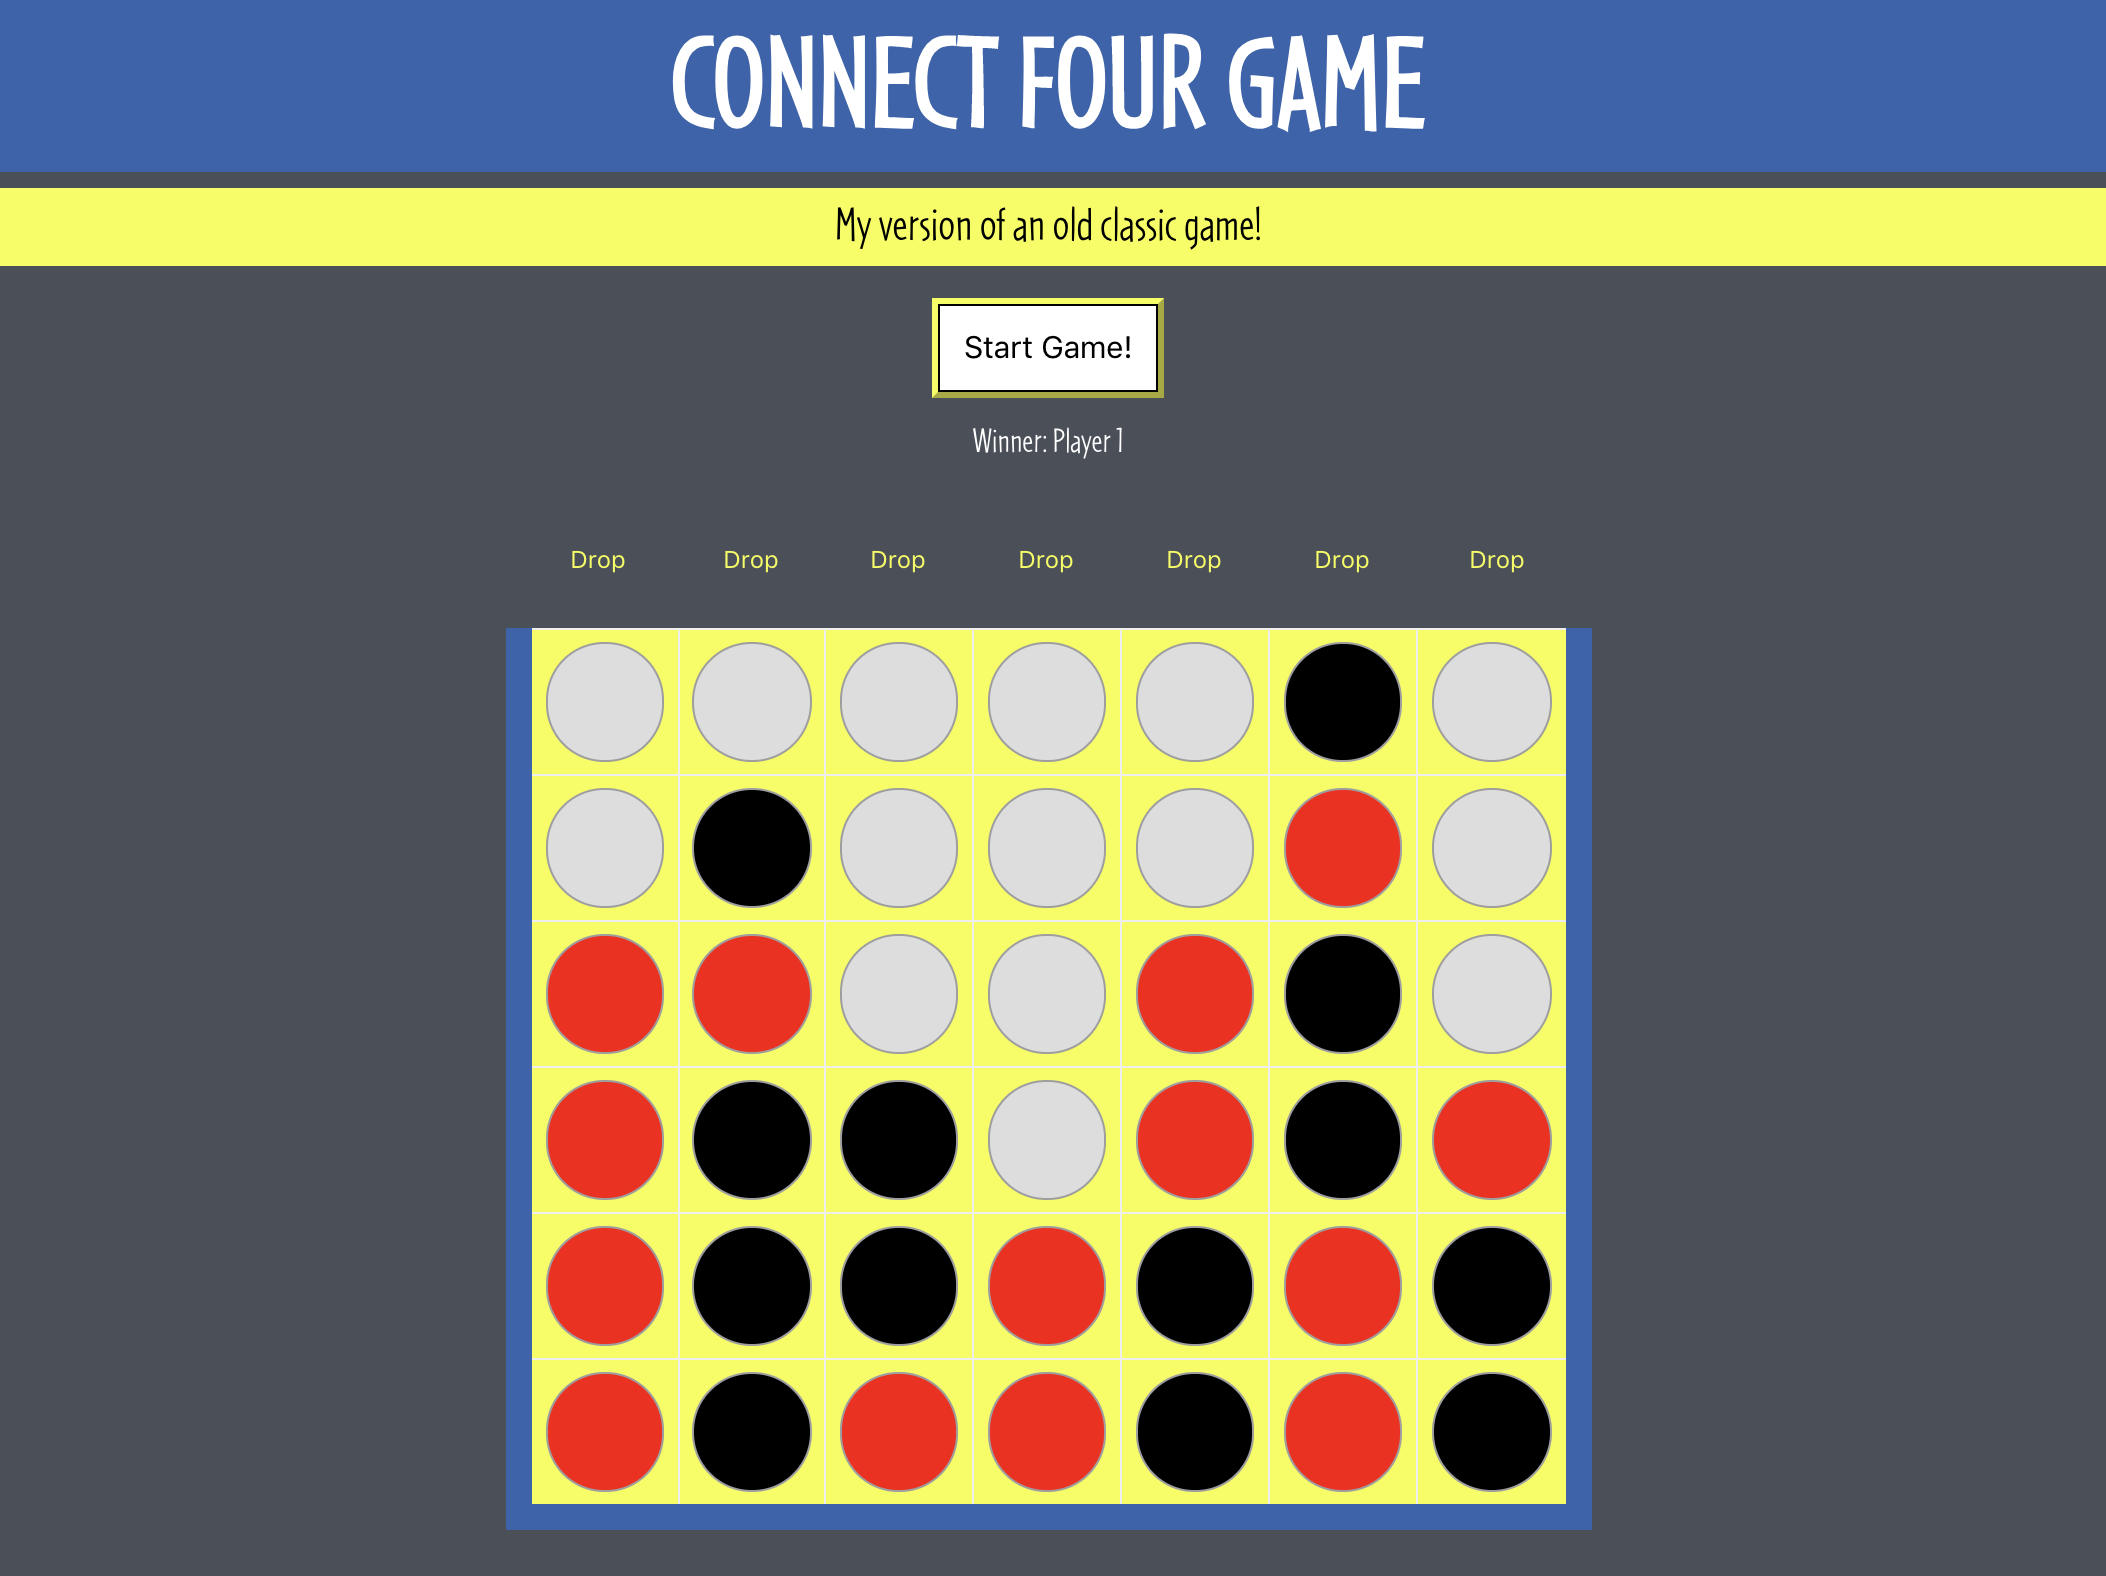 CONNECT FOUR GAME
My version of an old classic game!
Start Game!
Winner: Player 1
Drop Drop Drop Drop Drop Drop Drop